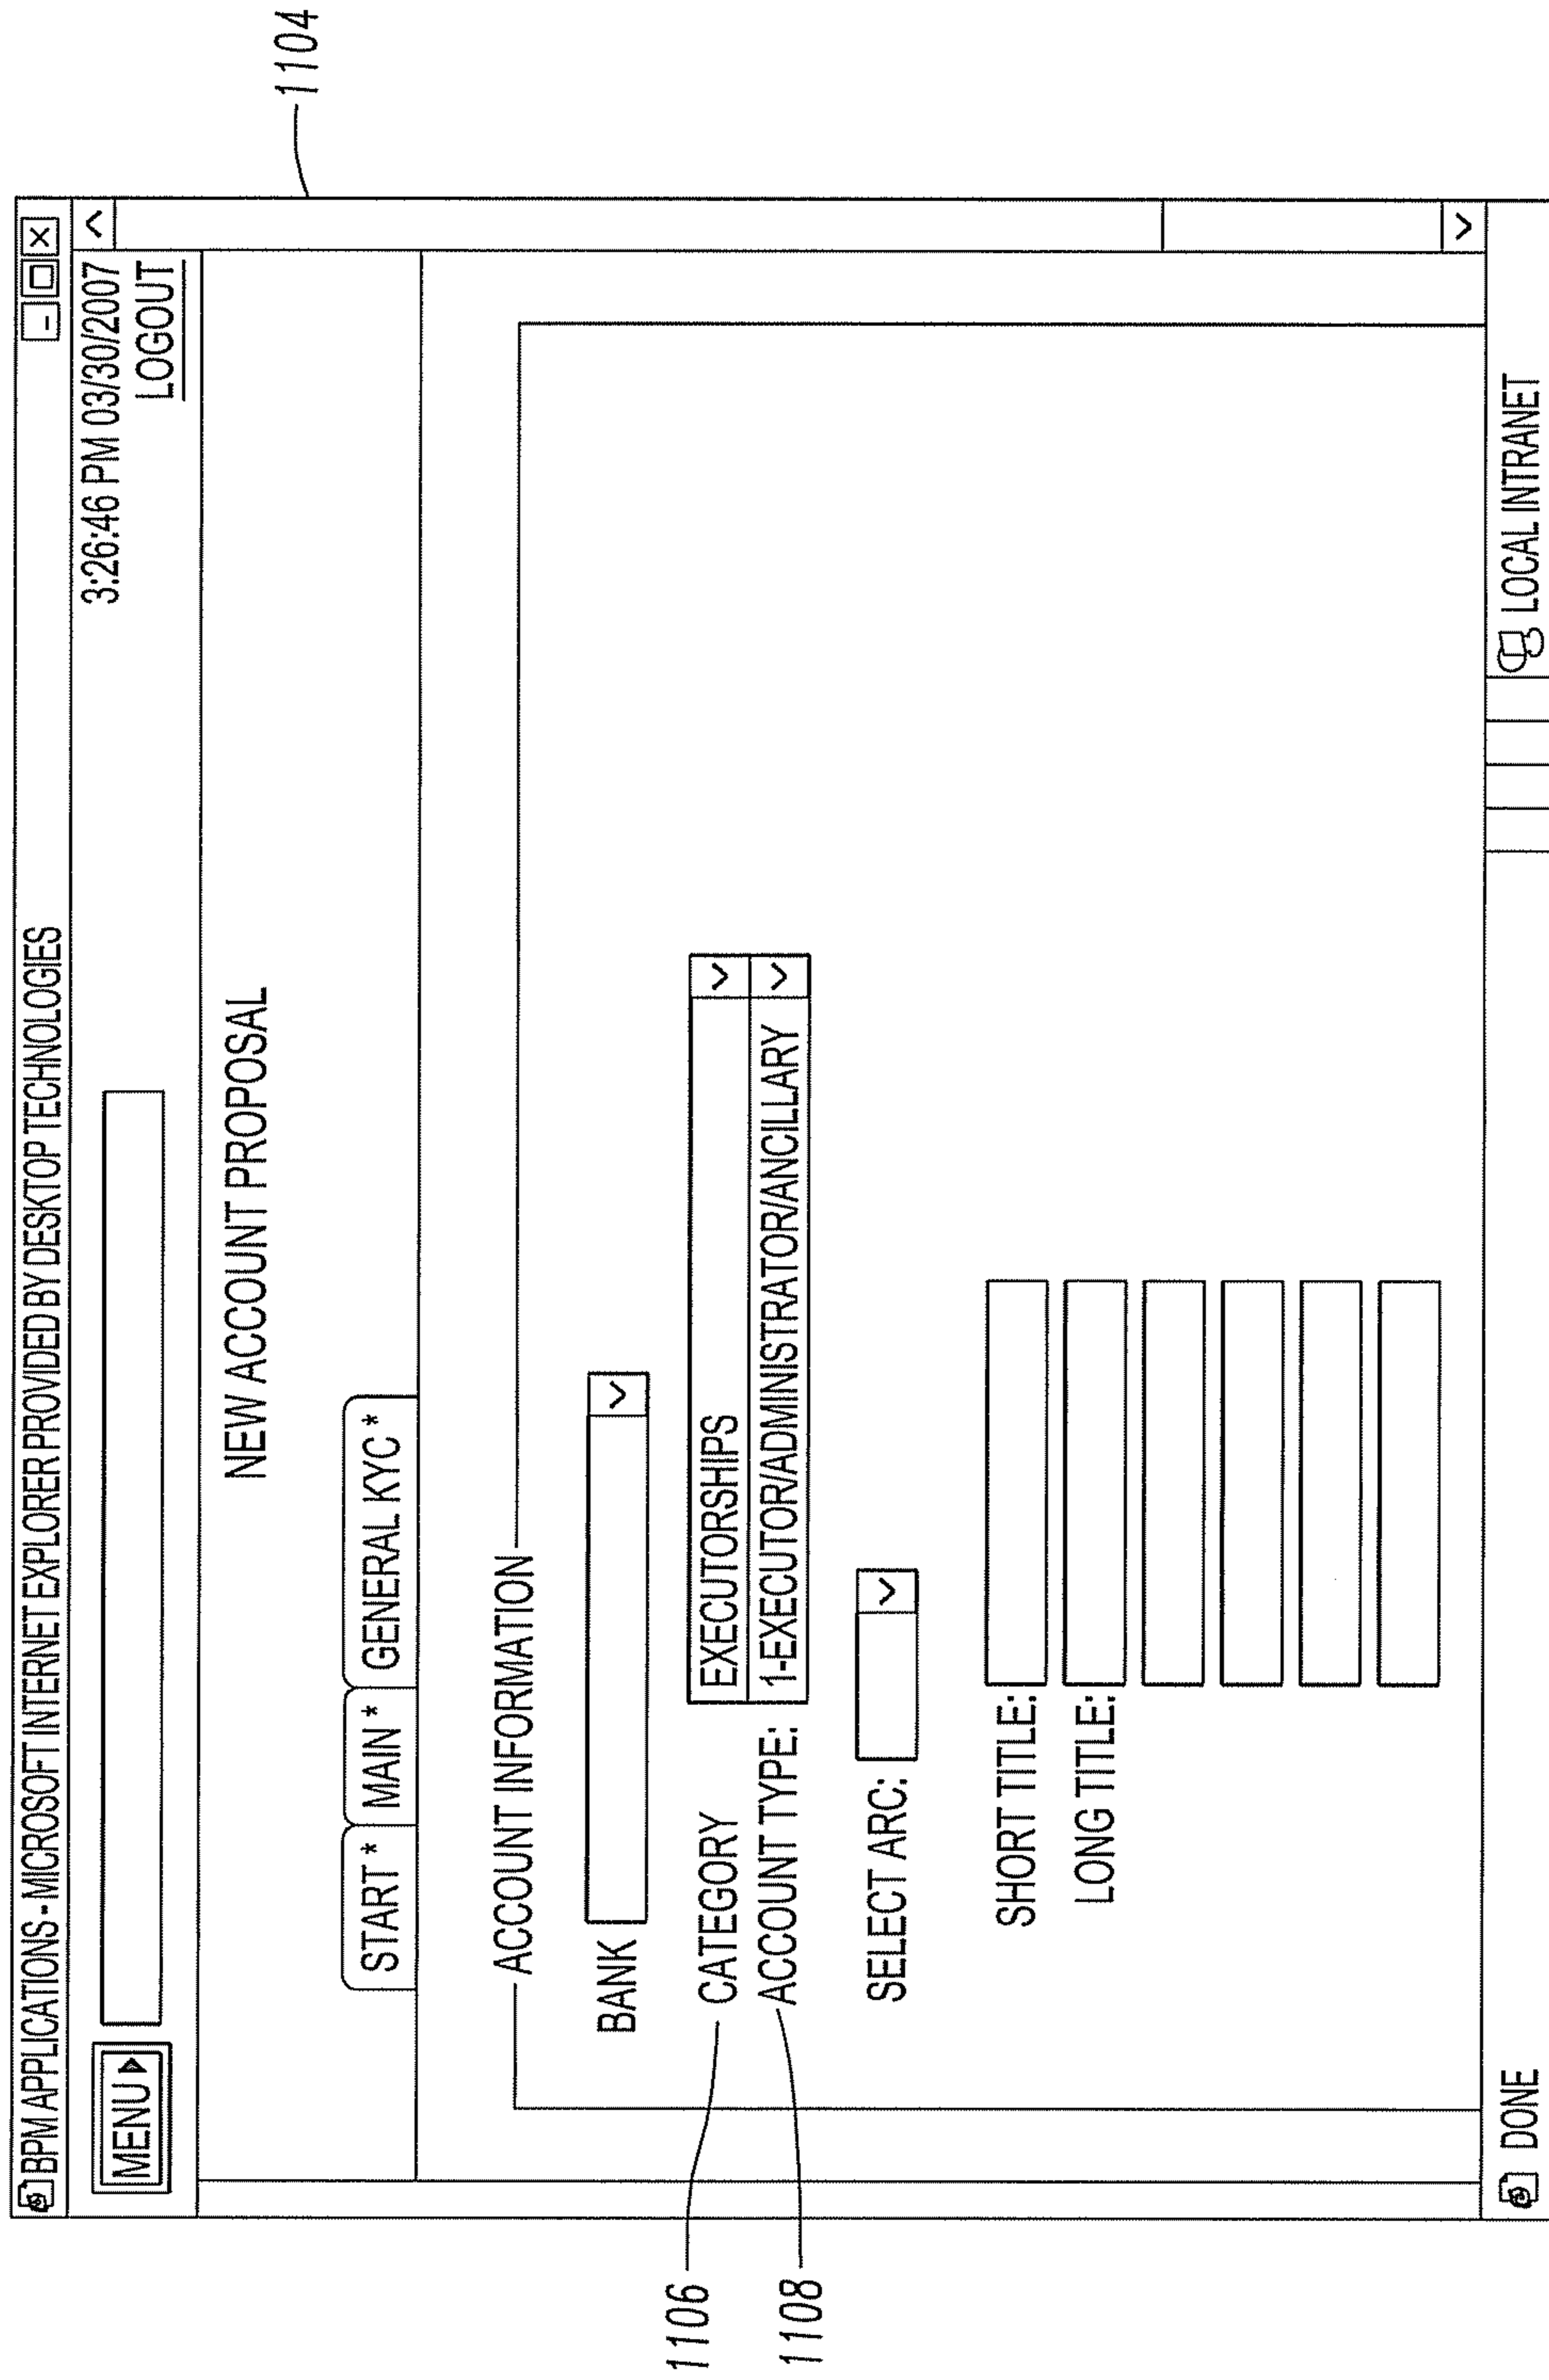 BPM APPLICATIONS - MICROSOFT INTERNET EXPLORER PROVIDED BY DESKTOP TECHNOLOGIES
3:26:46 PM 03/30/2007
MENU
LOGOUT
NEW ACCOUNT PROPOSAL
START * MAIN * GENERAL KYC *
ACCOUNT INFORMATION
BANK
CATEGORY EXECUTORSHIPS
ACCOUNT TYPE: 1-EXECUTOR/ADMINISTRATOR/ANCILLARY
SELECT ARC:
SHORT TITLE:
LONG TITLE:
DONE LOCAL INTRANET
1104
1106
1108